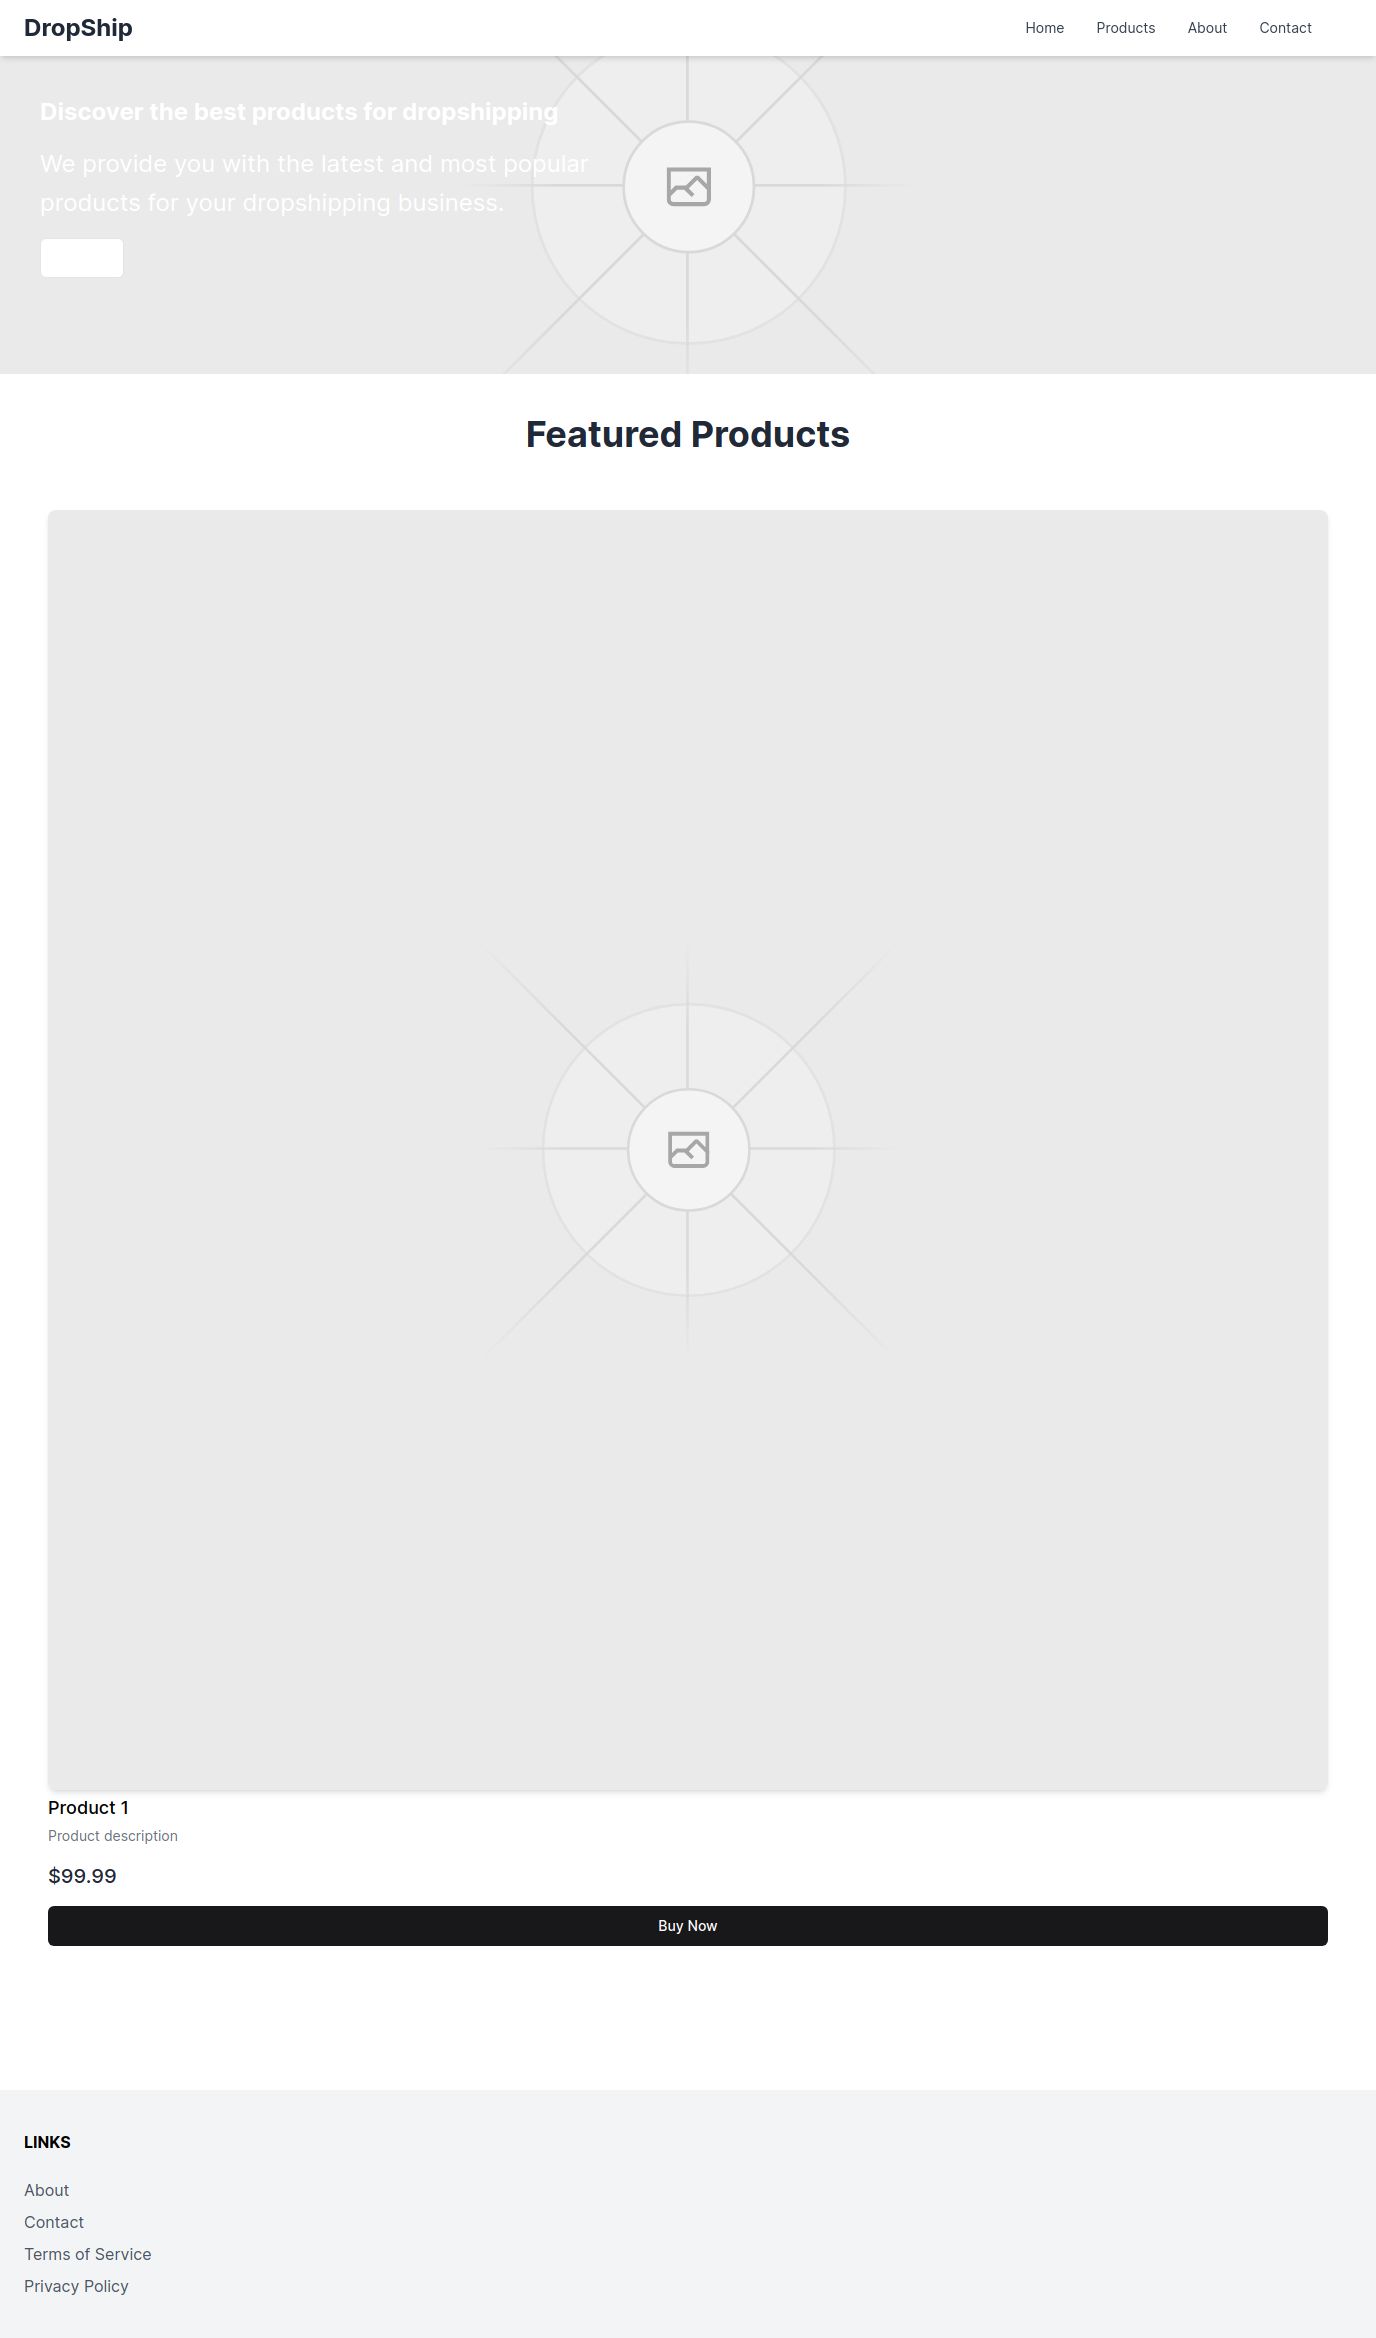 DropShip
Home Products About Contact
Discover the best products for dropshipping
We provide you with the latest and most popular
products for your dropshipping business.
Featured Products
Product 1
Product description
$99.99
Buy Now
LINKS
About
Contact
Terms of Service
Privacy Policy